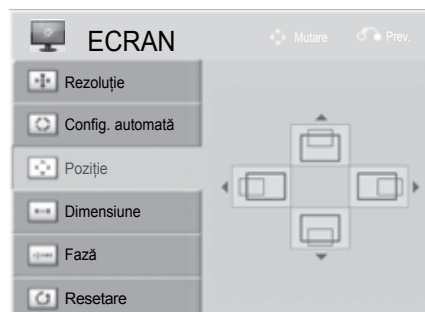 ECRAN
Mutare
Prev.
Rezoluție
Config. automată
Poziție
Dimensiune
Fază
Resetare